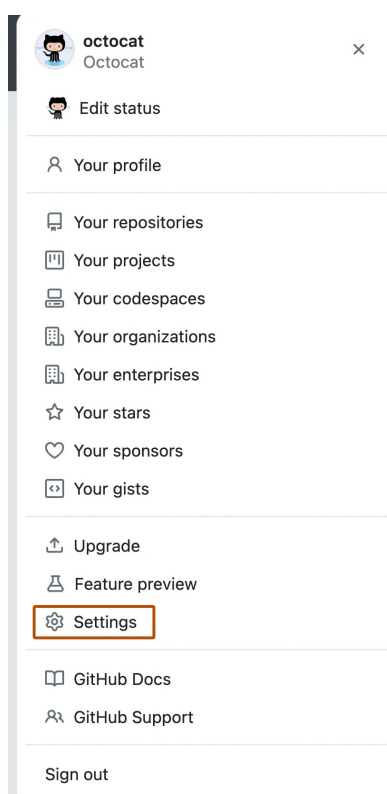 octocat
Octocat
Edit status
Your profile
Your repositories
Your projects
Your codespaces
Your organizations
Your enterprises
Your stars
Your sponsors
Your gists
Upgrade
Feature preview
Settings
GitHub Docs
GitHub Support
Sign out